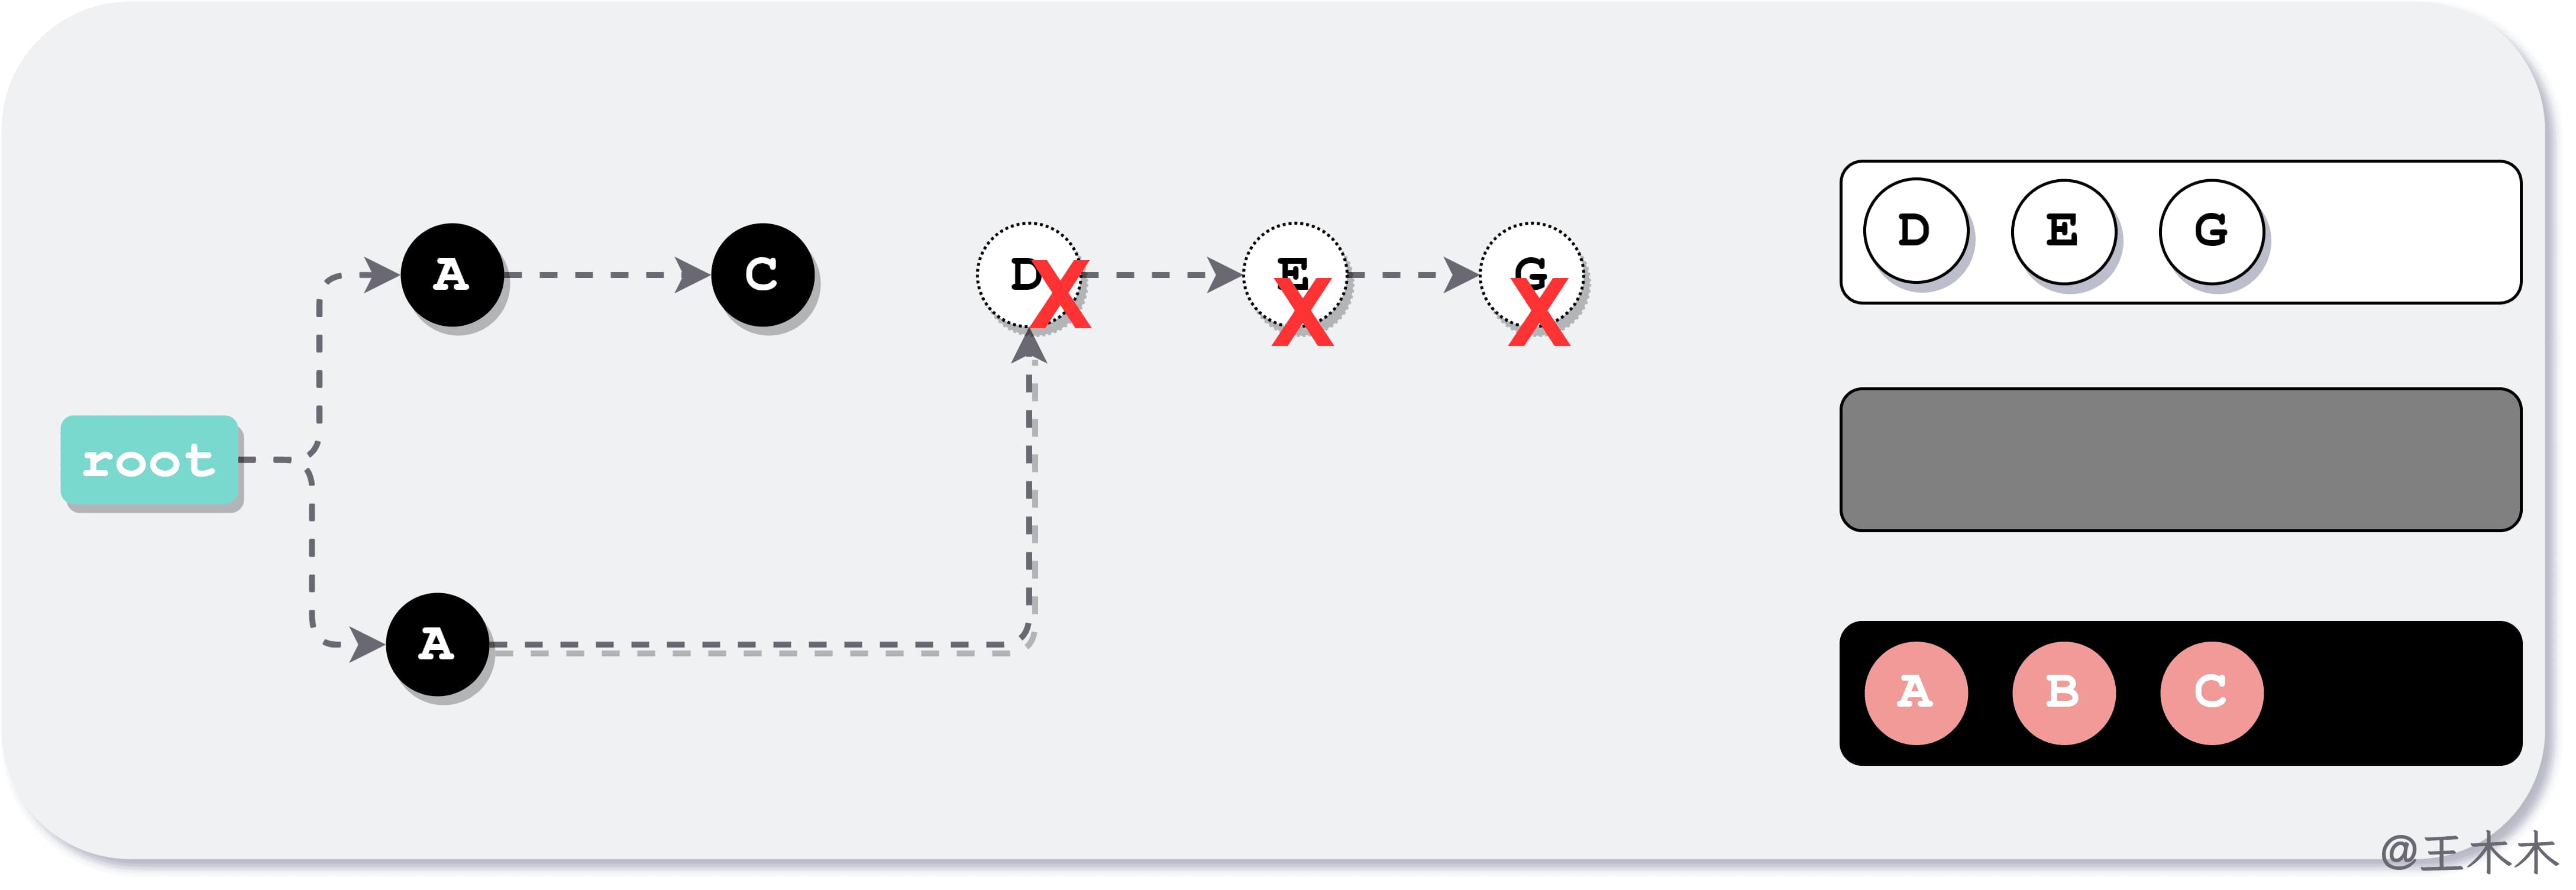 A C D X E X G X
root
A
D E G
A B C
@王木木